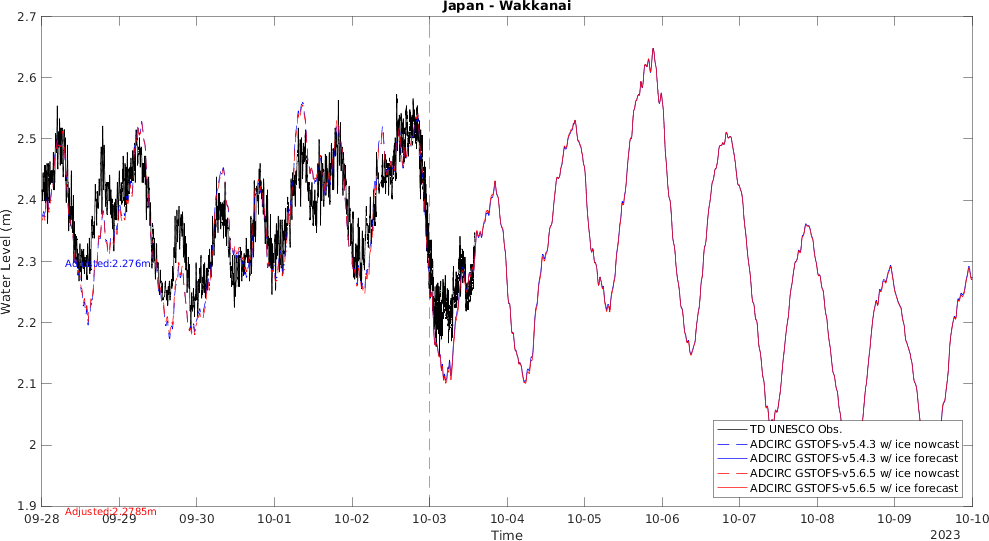 Japan - Wakkanai
2.7
2.6
2.5
2.4
2.3
2.2
2.1
2
1.9
Water Level (m)
Adjusted:2.276m
Adjusted:2.2785m
TD UNESCO Obs.
ADCIRC GSTOFS-v5.4.3 w/ ice nowcast
ADCIRC GSTOFS-v5.4.3 w/ ice forecast
ADCIRC GSTOFS-v5.6.5 w/ ice nowcast
ADCIRC GSTOFS-v5.6.5 w/ ice forecast
09-28 09-29 09-30 10-01 10-02 10-03 10-04 10-05 10-06 10-07 10-08 10-09 10-10
Time
2023